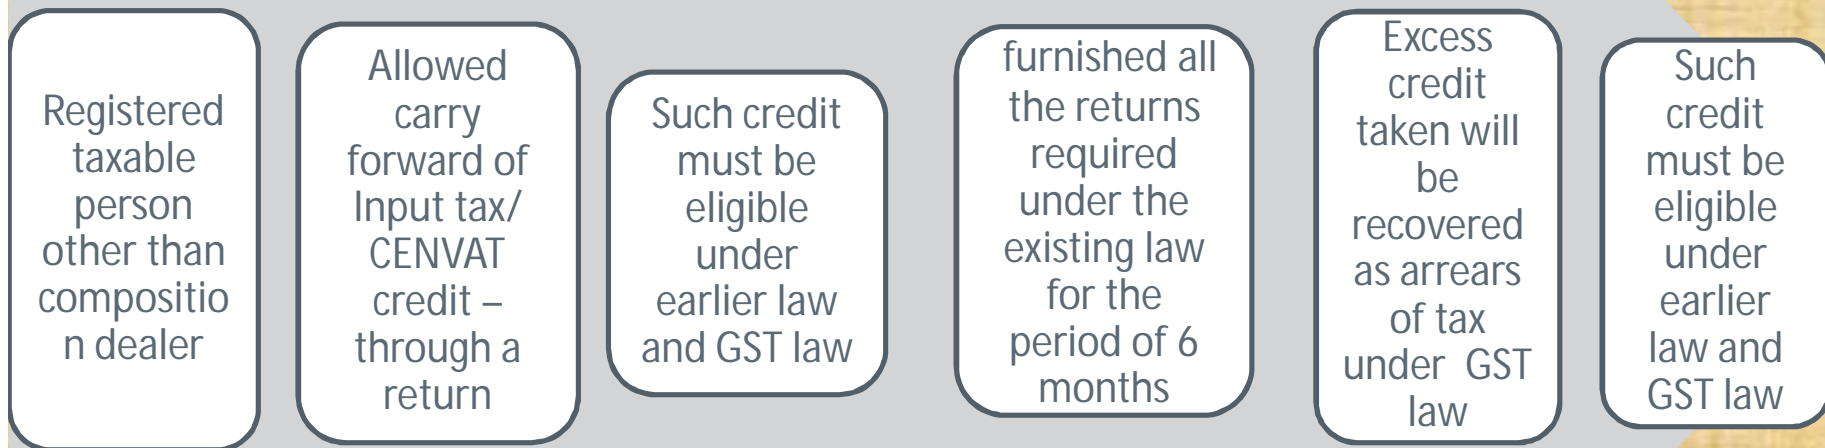 Registered
taxable
person
other than
compositio
n dealer
Allowed
carry
forward of
Input tax/
CENVAT
credit –
through a
return
Such credit
must be
eligible
under
earlier law
and GST law
furnished all
the returns
required
under the
existing law
for the
period of 6
months
Excess
credit
taken will
be
recovered
as arrears
of tax
under GST
law
Such
credit
must be
eligible
under
earlier
law and
GST law